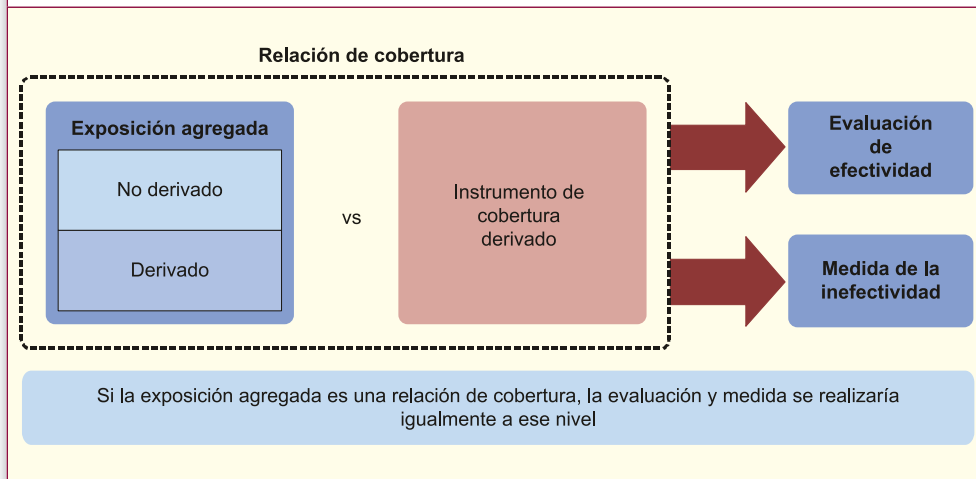 Relación de cobertura
Exposición agregada
No derivado
Derivado
vs
Instrumento de
cobertura
derivado
Evaluación
de
efectividad
Medida de la
inefectividad
Si la exposición agregada es una relación de cobertura, la evaluación y medida se realizaría
igualmente a ese nivel